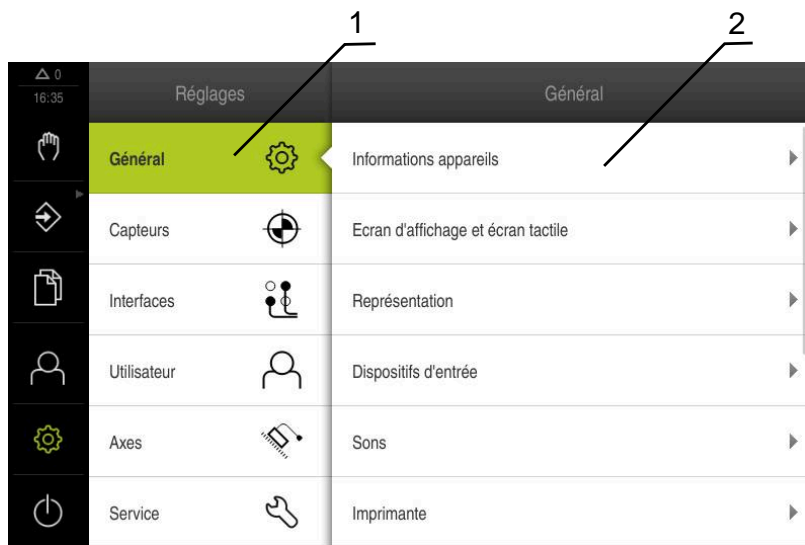 1
2
0
16:35
Réglages
Général
Général
Informations appareils
Capteurs
Ecran d'affichage et écran tactile
Interfaces
Représentation
Utilisateur
Dispositifs d'entrée
Axes
Sons
Service
Imprimante